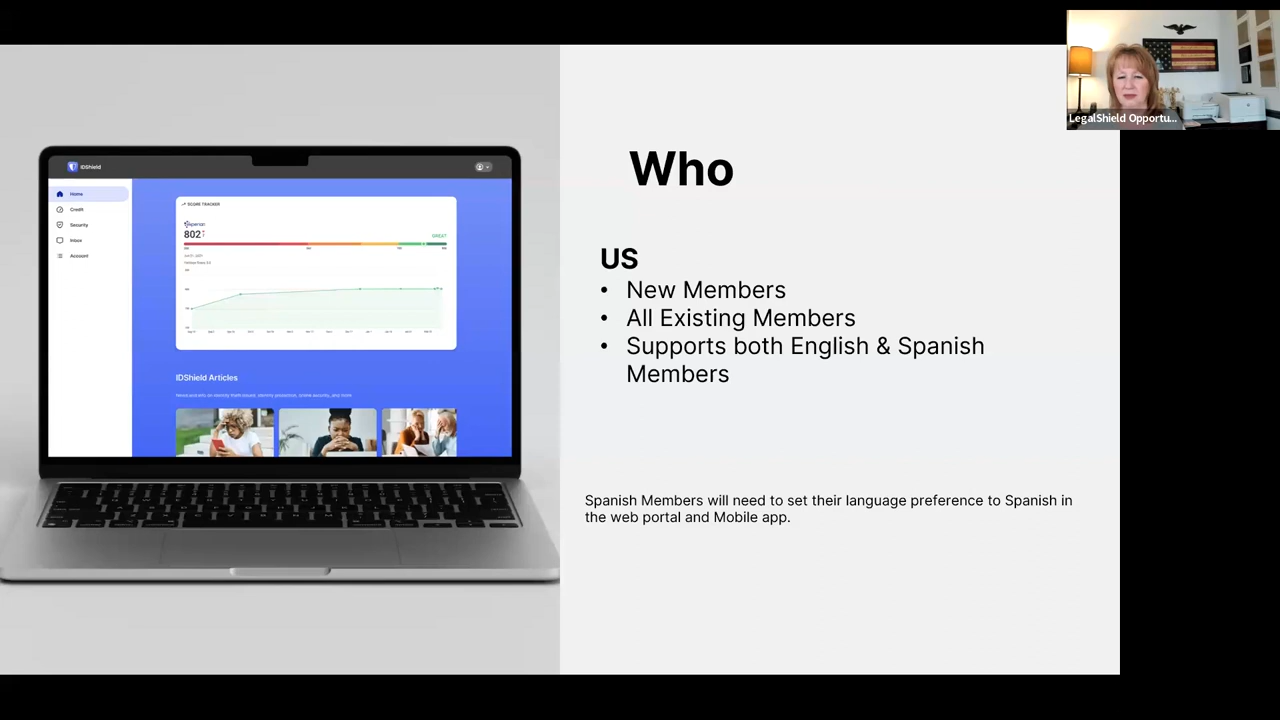 LegalShield Opportu...
Who
US
• New Members
• All Existing Members
• Supports both English & Spanish
Members
Spanish Members will need to set their language preference to Spanish in
the web portal and Mobile app.
IDShield
Home
Credit
Security
Inbox
Account
SCORE TRACKER
Experian
802
GREAT
IDShield Articles